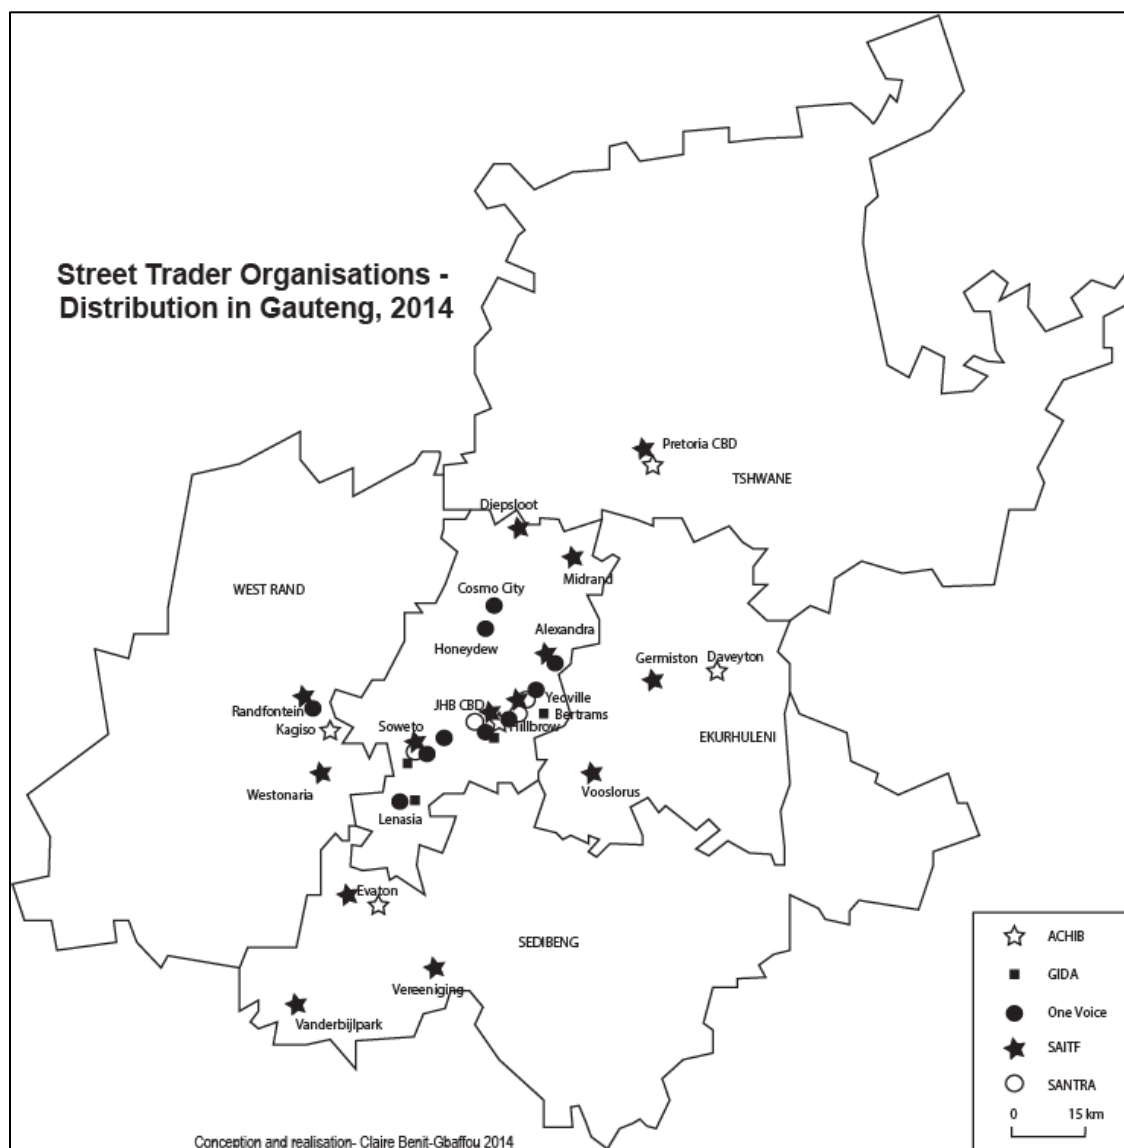 Street Trader Organisations -
Distribution in Gauteng, 2014
Pretoria CBD
TSHWANE
Diepsloot
Midrand
WEST RAND
Cosmo City
Honeydew
Alexandra
Germiston
Daveyton
Randfontein
Kagiso
JHB CBD
Yeoville
Bertrams
Hillbrow
Soweto
EKURHULENI
Westonaria
Vooslorus
Lenasia
Evaton
SEDIBENG
Vereeniging
Vanderbijlpark
ACHIB
GIDA
One Voice
SAITF
SANTRA
0 15 km
Conception and realisation- Claire Benit-Gbaffou 2014